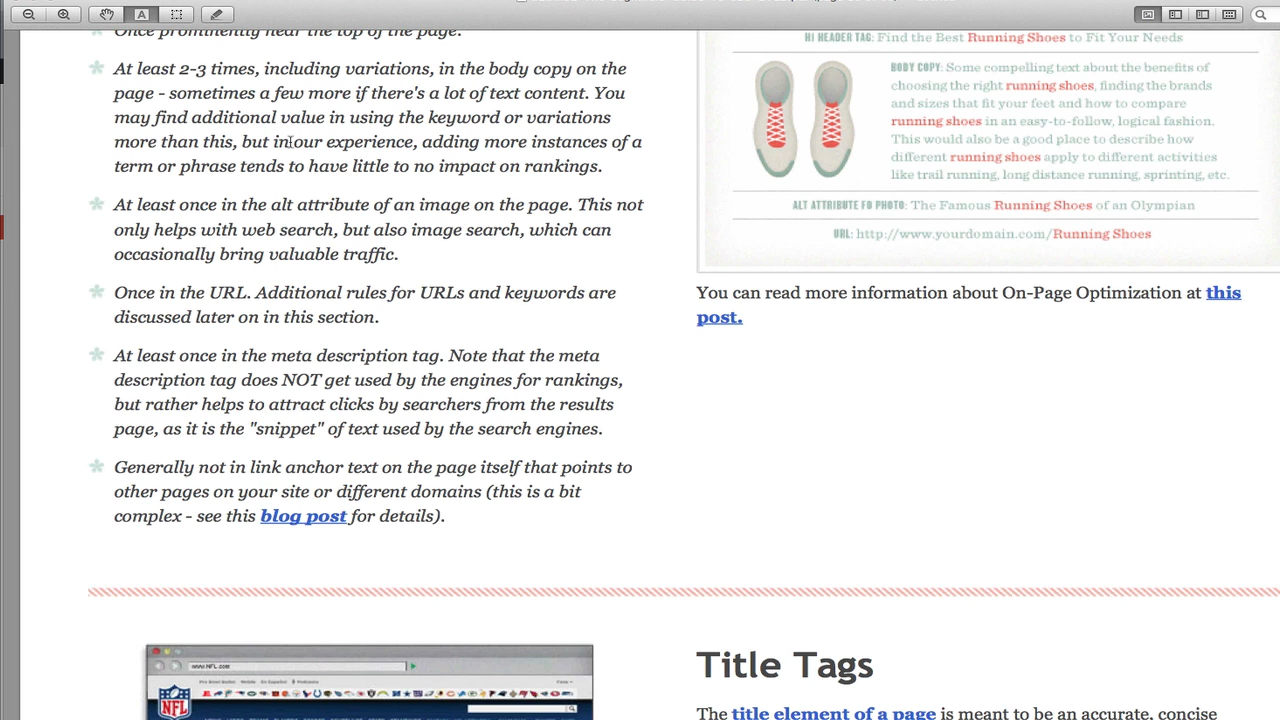 Once prominently near the top of the page.
At least 2-3 times, including variations, in the body copy on the
page - sometimes a few more if there's a lot of text content. You
may find additional value in using the keyword or variations
more than this, but in our experience, adding more instances of a
term or phrase tends to have little to no impact on rankings.
At least once in the alt attribute of an image on the page. This not
only helps with web search, but also image search, which can
occasionally bring valuable traffic.
Once in the URL. Additional rules for URLs and keywords are
discussed later on in this section.
At least once in the meta description tag. Note that the meta
description tag does NOT get used by the engines for rankings,
but rather helps to attract clicks by searchers from the results
page, as it is the "snippet" of text used by the search engines.
Generally not in link anchor text on the page itself that points to
other pages on your site or different domains (this is a bit
complex - see this blog post for details).
www.NFL.com
NFL
H1 HEADER TAG: Find the Best Running Shoes to Fit Your Needs
BODY COPY: Some compelling text about the benefits of
choosing the right running shoes, finding the brands
and sizes that fit your feet and how to compare
running shoes in an easy-to-follow, logical fashion.
This would also be a good place to describe how
different running shoes apply to different activities
like trail running, long distance running, sprinting, etc.
ALT ATTRIBUTE FO PHOTO: The Famous Running Shoes of an Olympian
URL: http://www.yourdomain.com/Running Shoes
You can read more information about On-Page Optimization at this
post.
Title Tags
The title element of a page is meant to be an accurate, concise